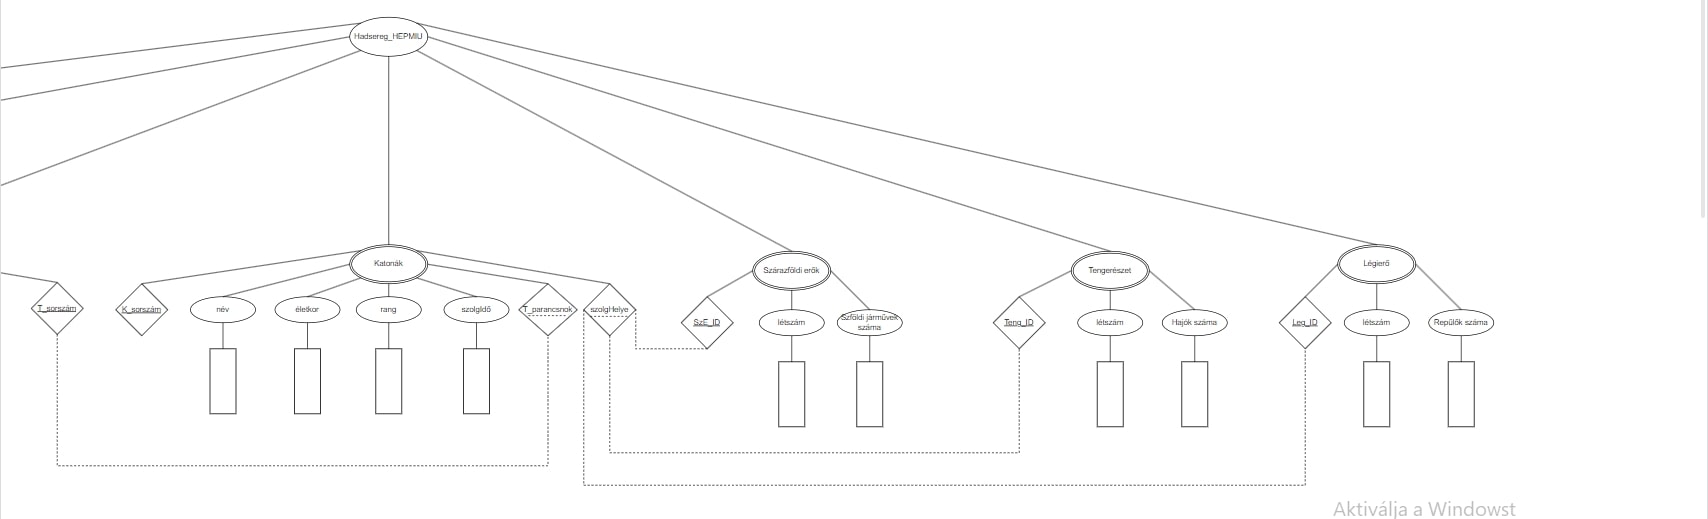 Hadsereg_HEPMIU
Katonák
Szárazföldi erők
Tengerészet
Légierő
T_sorszám
K_sorszám
név
életkor
rang
szolgIdő
T_parancsnok
szolgHelye
SzE_ID
létszám
Szföldi járművek
száma
Teng_ID
létszám
Hajók száma
Leg_ID
létszám
Repülők száma
Aktiválja a Windowst